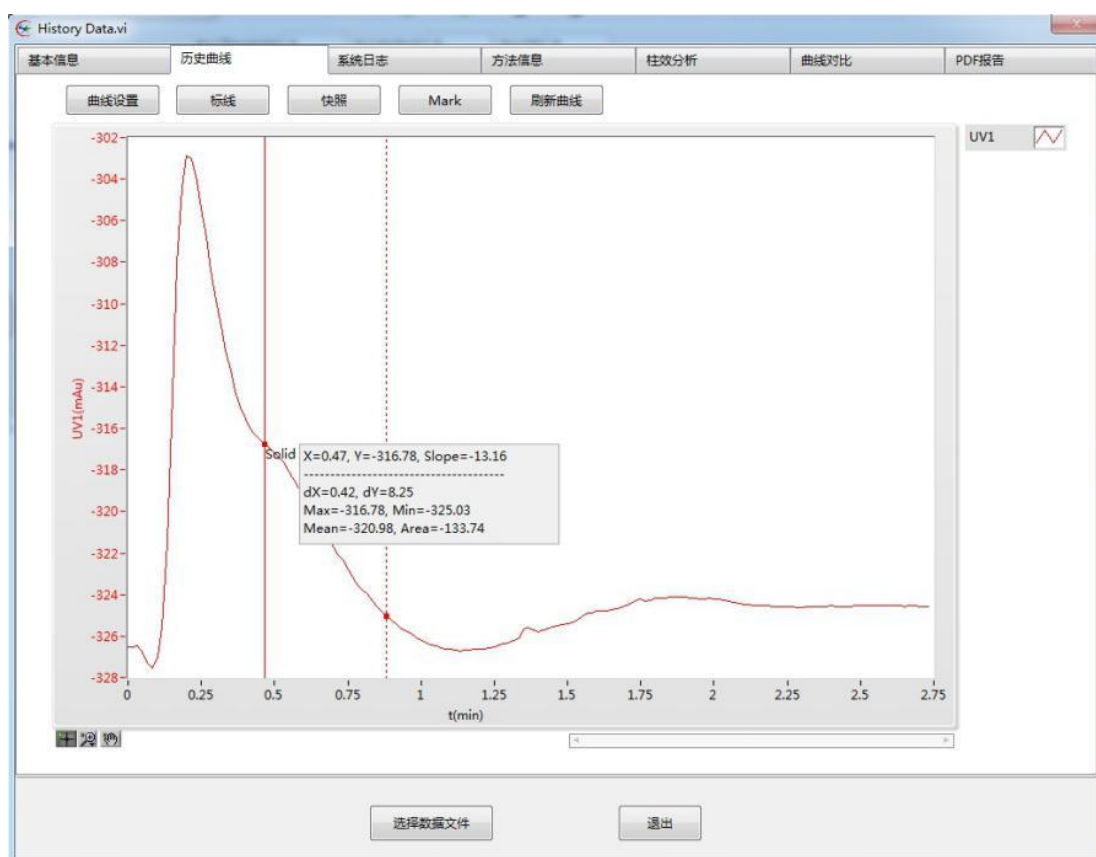 History Data.vi
基本信息 历史曲线 系统日志 方法信息 柱效分析 曲线对比 PDF报告
曲线设置 标线 快照 Mark 刷新曲线
UV1
-302
-304
-306
-308
-310
-312
-314
-316
-318
-320
-322
-324
-326
-328
UV1(mAu)
Solid
X=0.47, Y=-316.78, Slope=-13.16
----------------------------------------
dX=0.42, dY=8.25
Max=-316.78, Min=-325.03
Mean=-320.98, Area=-133.74
0 0.25 0.5 0.75 1 1.25 1.5 1.75 2 2.25 2.5 2.75
t(min)
选择数据文件 退出